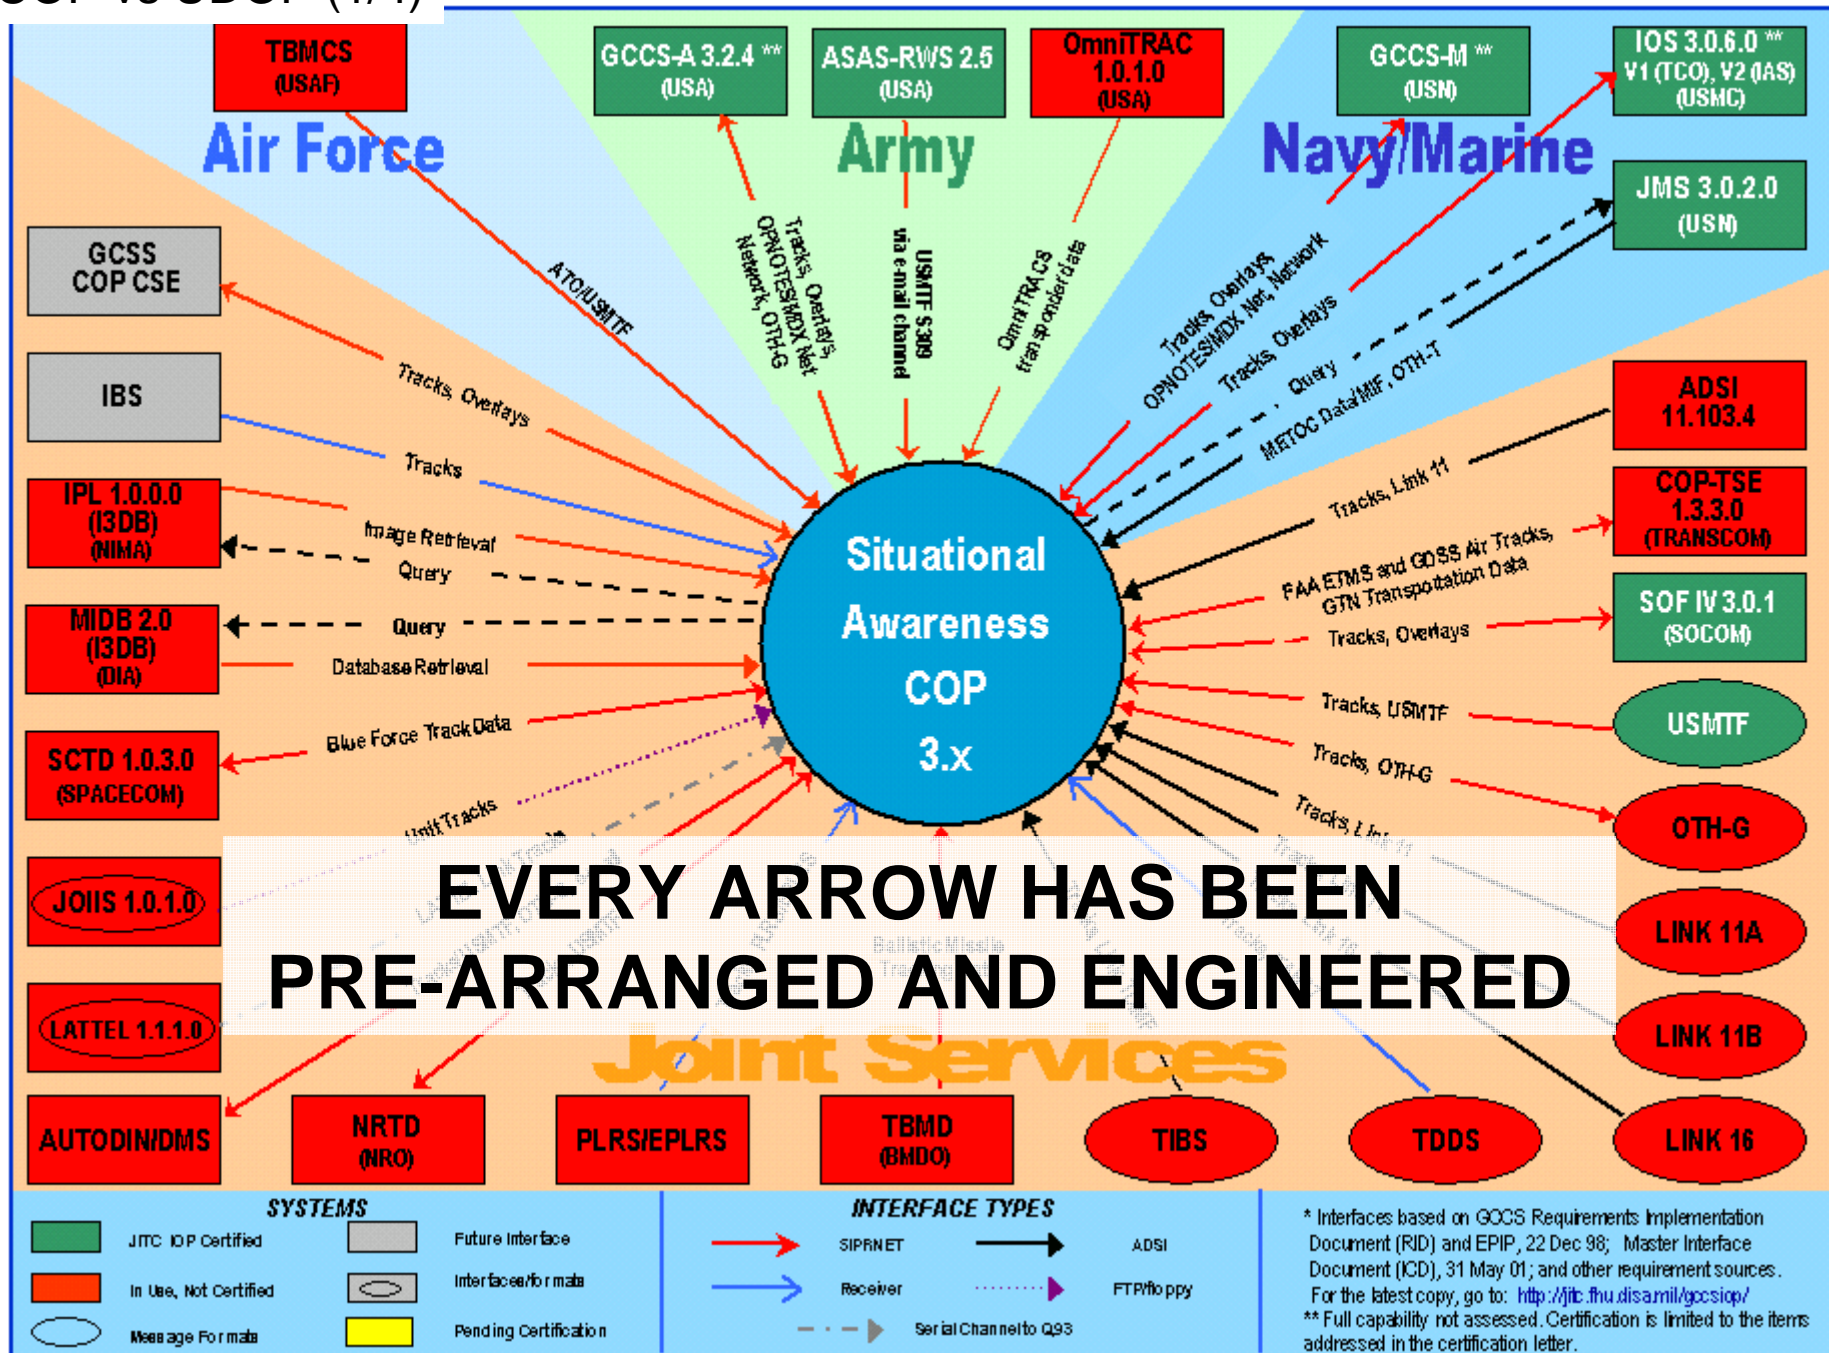 TBMCS
(USAF)
GCCS-A 3.2.4 **
(USA)
ASAS-RWS 2.5
(USA)
OmniTRAC
1.0.1.0
(USA)
GCCS-M **
(USN)
IOS 3.0.6.0 **
V1 (TCO), V2 (IAS)
(USMC)
Air Force
Army
Navy/Marine
JMS 3.0.2.0
(USN)
GCSS
COP CSE
IBS
IPL 1.0.0.0
(I3DB)
(NIMA)
MIDB 2.0
(I3DB)
(DIA)
SCTD 1.0.3.0
(SPACECOM)
JOIIS 1.0.1.0
LATTEL 1.1.1.0
AUTODIN/DMS
ATO/USMTF
Tracks, Overlays,
OPNOTES/MDX Net
Network, OTH-G
USMTF S309
via e-mail channel
OmniTRACS
transponder data
Tracks, Overlays,
OPNOTES/MDX Net, Network
Tracks, Overlays
Query
METOC Data/MIF, OTH-T
Tracks, Overlays
Tracks
Image Retrieval
Query
Query
Database Retrieval
Blue Force Track Data
Unit Tracks
Situational
Awareness
COP
3.x
Tracks, Link 11
FAA ETMS and GDSS Air Tracks,
GTN Transportation Data
Tracks, Overlays
Tracks, USMTF
Tracks, OTH-G
Tracks, Link 11
ADSI
11.103.4
COP-TSE
1.3.3.0
(TRANSCOM)
SOF IV 3.0.1
(SOCOM)
USMTF
OTH-G
LINK 11A
LINK 11B
LINK 16
EVERY ARROW HAS BEEN
PRE-ARRANGED AND ENGINEERED
Ballistic Missile
Joint Services
NRTD
(NRO)
PLRS/EPLRS
TBMD
(BMDO)
TIBS
TDDS
SYSTEMS
JITC IOP Certified
Future Interface
In Use, Not Certified
Interfaces/formats
Message Formats
Pending Certification
INTERFACE TYPES
SIPRNET
ADSI
Receiver
FTP/floppy
Serial Channel to Q93
* Interfaces based on GCCS Requirements Implementation
Document (RID) and EPIP, 22 Dec 98; Master Interface
Document (ICD), 31 May 01; and other requirement sources.
For the latest copy, go to: http://jitc.fhu.disa.mil/gccsiop/
** Full capability not assessed. Certification is limited to the items
addressed in the certification letter.